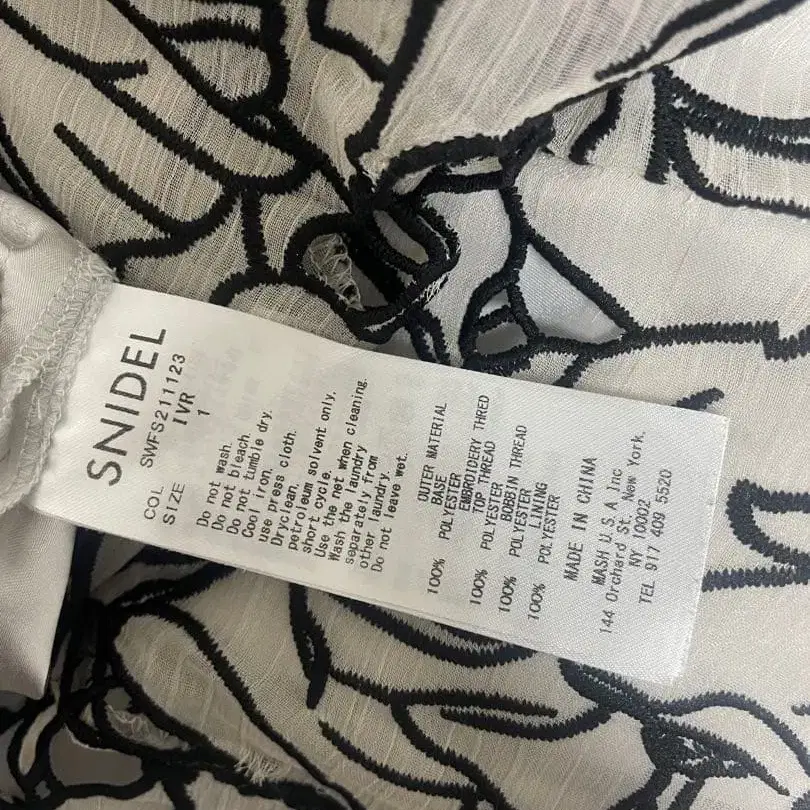 SNIDEL
SWFS211123
COL IVR
SIZE 1
Do not wash.
Do not bleach.
Do not tumble dry.
Cool iron,
use press cloth.
Dryclean,
petroleum solvent only,
short cycle.
Use the net when cleaning.
Wash the laundry
separately from
other laundry.
Do not leave wet.
OUTER MATERIAL
BASE
100% POLYESTER
EMBROIDERY THRED
TOP THREAD
100% POLYESTER
BOBBIN THREAD
100% POLYESTER
LINING
100% POLYESTER
MADE IN CHINA
MASH U.S.A Inc
144 Orchard St, New York,
NY 10002
TEL 917 409 5520